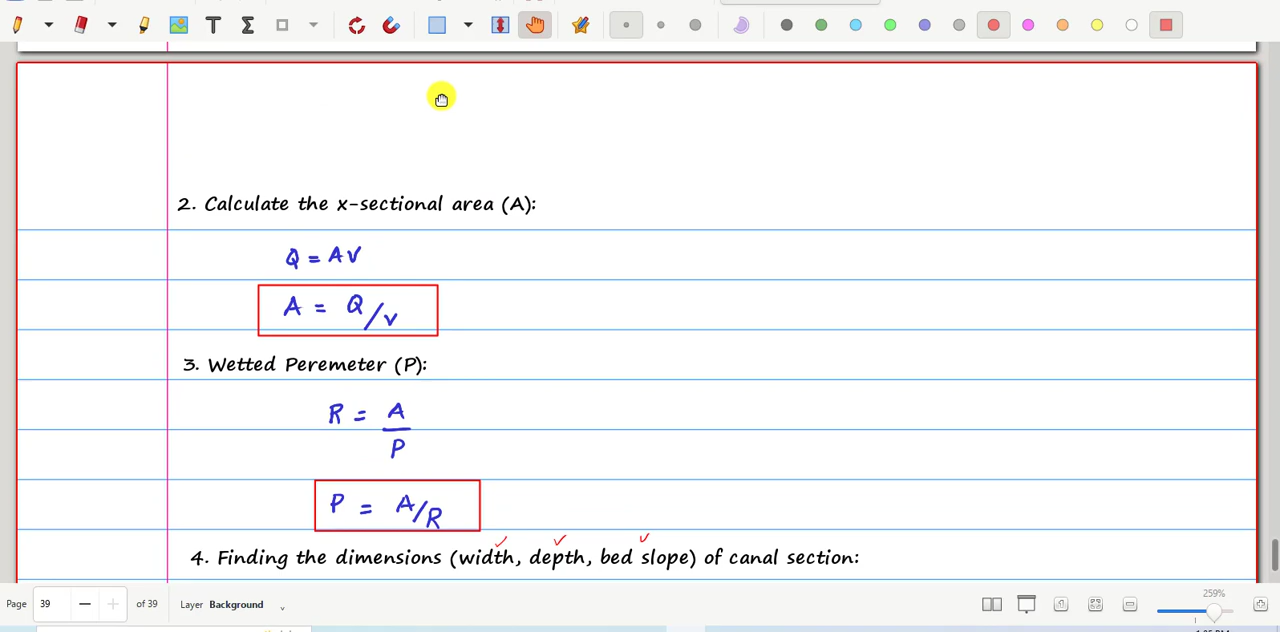 2. Calculate the x-sectional area (A):
Q = AV
A = Q/V
3. Wetted Peremeter (P):
R = A
P
P = A/R
4. Finding the dimensions (width, depth, bed slope) of canal section:
Page 39 of 39 Layer Background 259%